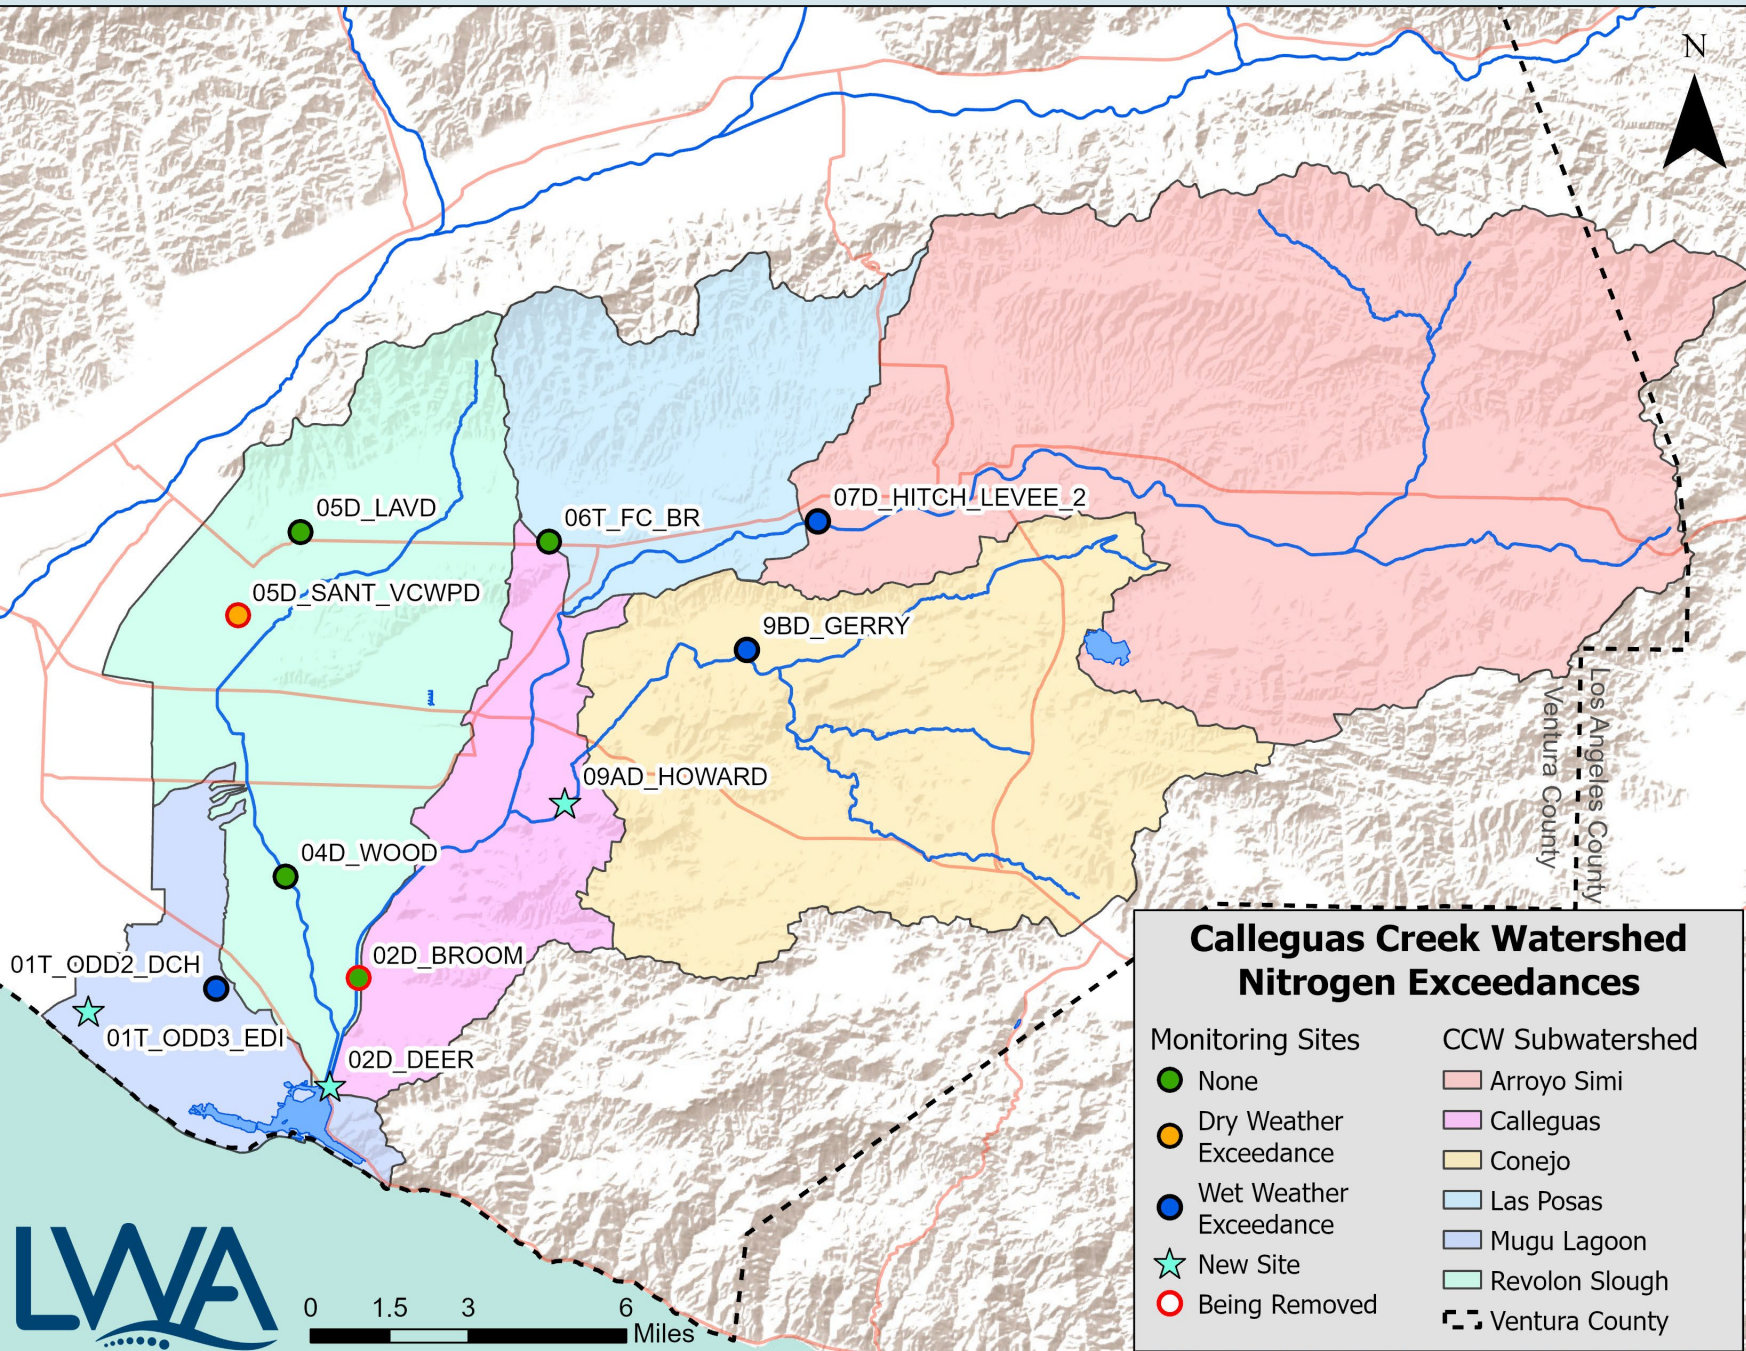 N
05D_LAVD
06T_FC_BR
07D_HITCH_LEVEE_2
05D_SANT_VCWPD
9BD_GERRY
09AD_HOWARD
04D_WOOD
02D_BROOM
01T_ODD2_DCH
01T_ODD3_EDI
02D_DEER
Los Angeles County
Ventura County
Calleguas Creek Watershed
Nitrogen Exceedances
Monitoring Sites
None
Dry Weather
Exceedance
Wet Weather
Exceedance
New Site
Being Removed
CCW Subwatershed
Arroyo Simi
Calleguas
Conejo
Las Posas
Mugu Lagoon
Revolon Slough
Ventura County
LWA
0 1.5 3 6
Miles